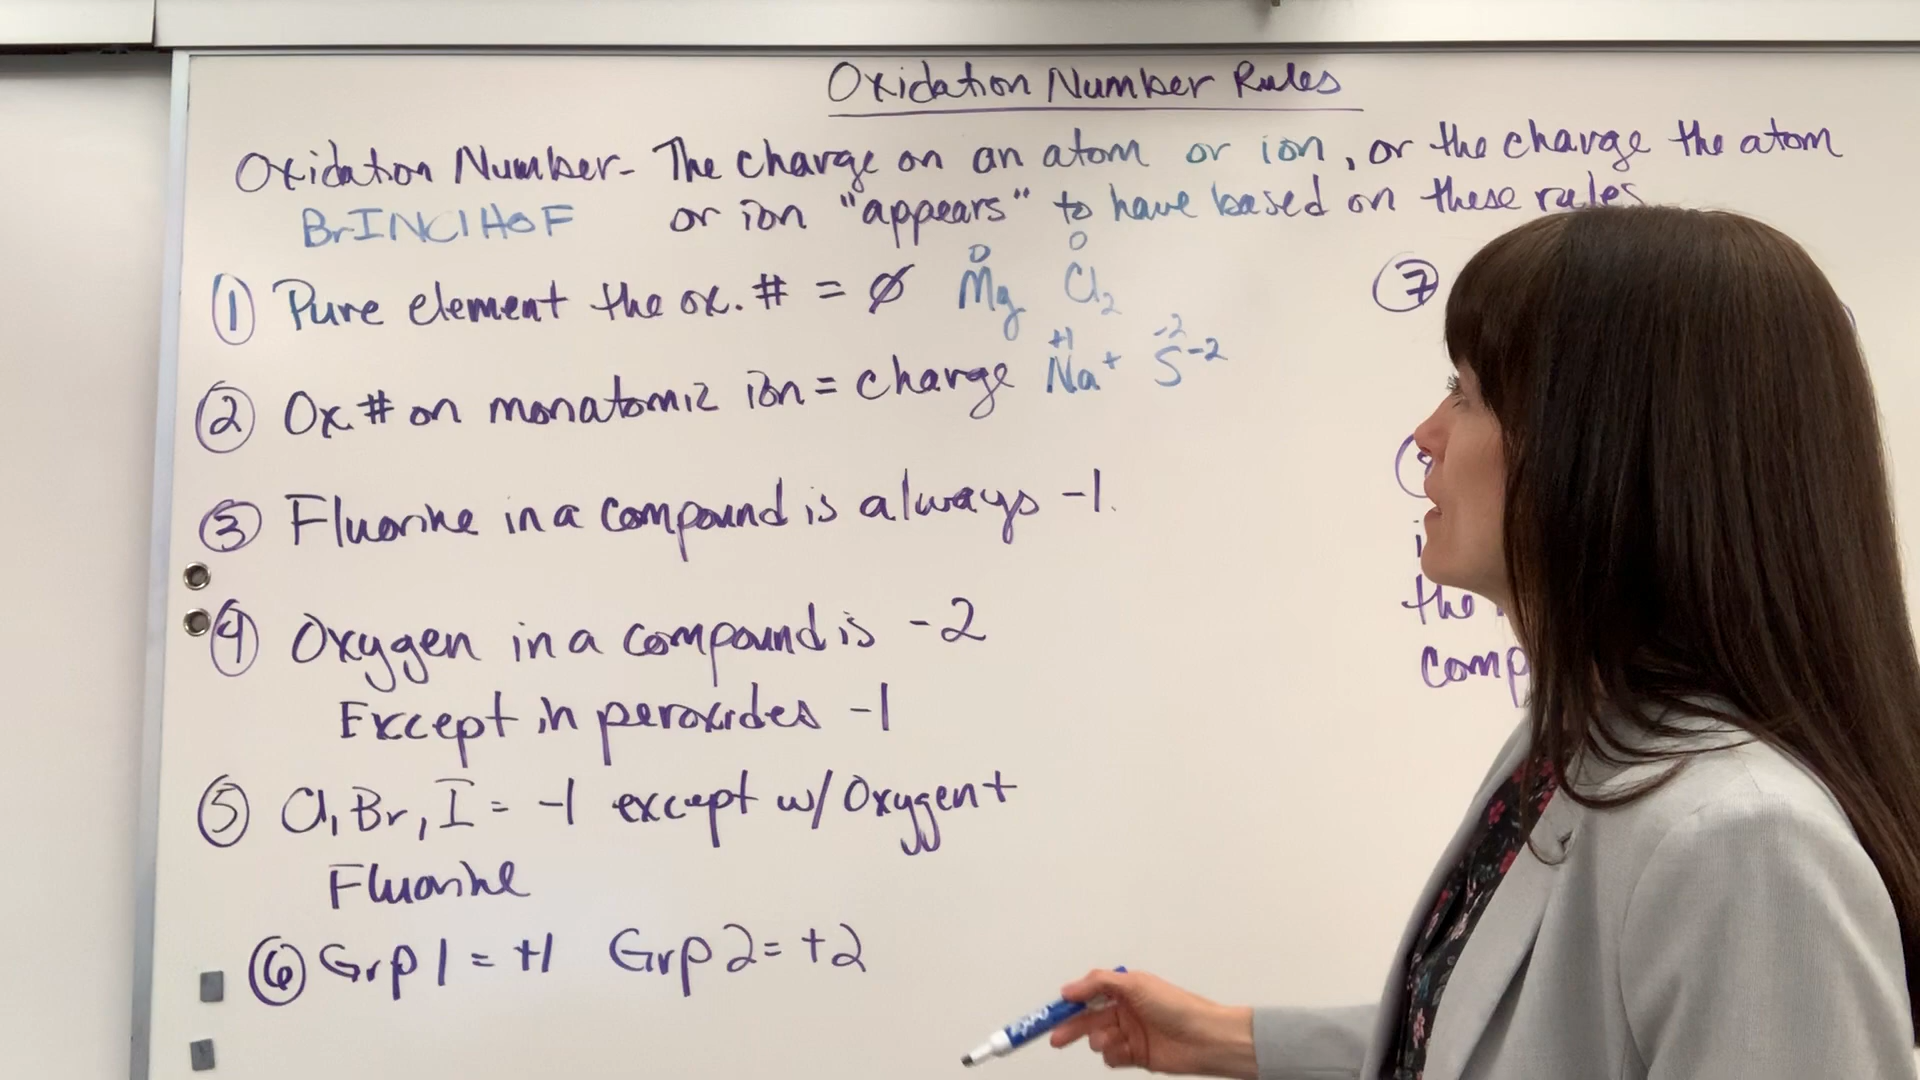 Oxidation Number Rules
Oxidation Number- The charge on an atom or ion, or the charge the atom
or ion "appears" to have based on these rules
BrINClHOF
① Pure element the ox. # = Ø
0 0
Mg Cl₂
② Ox # on monatomic ion = charge
+1 -2
Na⁺ S⁻²
③ Fluorine in a compound is always -1.
④ Oxygen in a compound is -2
Except in peroxides -1
⑤ Cl, Br, I = -1 except w/ Oxygen +
Fluorine
⑥ Grp 1 = +1 Grp 2 = +2
⑦
the